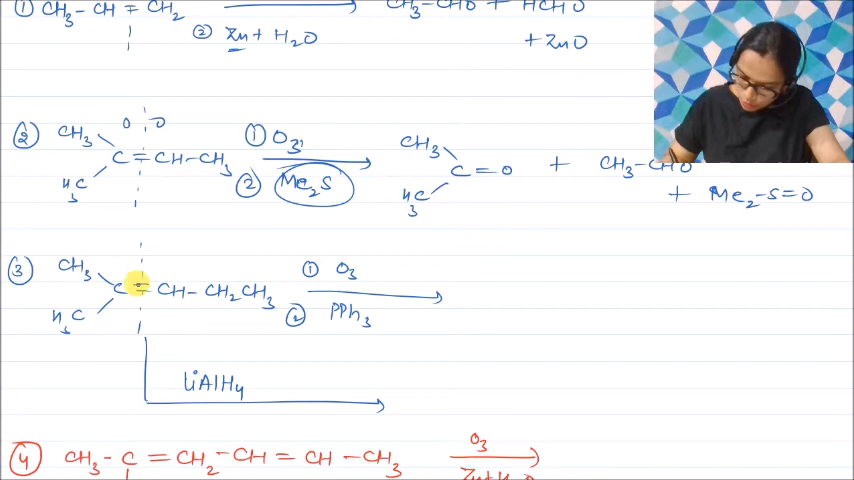 ① CH3-CH=CH2 → CH3-CHO + HCHO
② Zn + H2O
+ ZnO
O O
② CH3
C=CH-CH3
H3C
① O3,
② Me2S
CH3
C=O
H3C
+ CH3-CHO
+ Me2-S=O
③ CH3
C=CH-CH2CH3
H3C
① O3
② PPh3
LiAlH4
④ CH3-C=CH2-CH=CH-CH3
O3
Zn+H2O